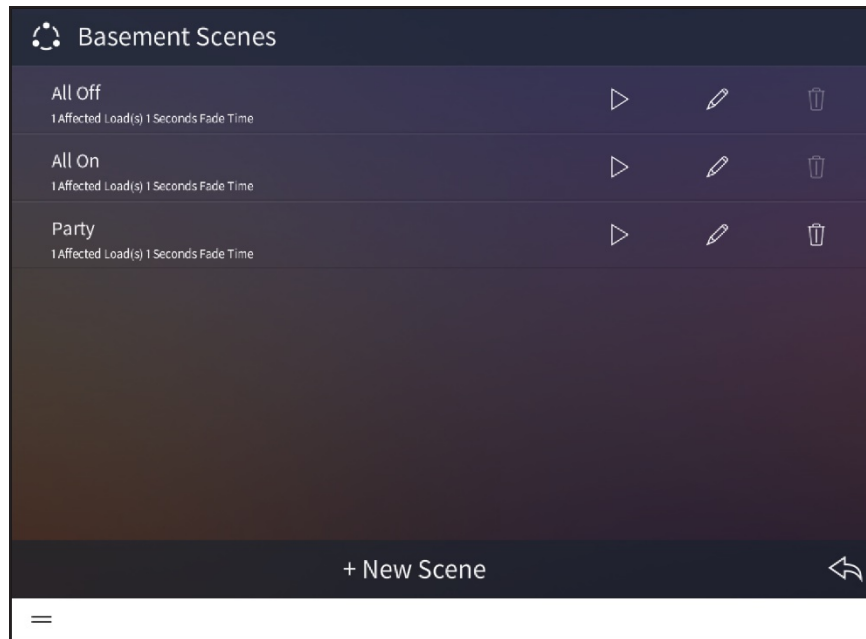 Basement Scenes
All Off
1 Affected Load(s) 1 Seconds Fade Time
All On
1 Affected Load(s) 1 Seconds Fade Time
Party
1 Affected Load(s) 1 Seconds Fade Time
+ New Scene